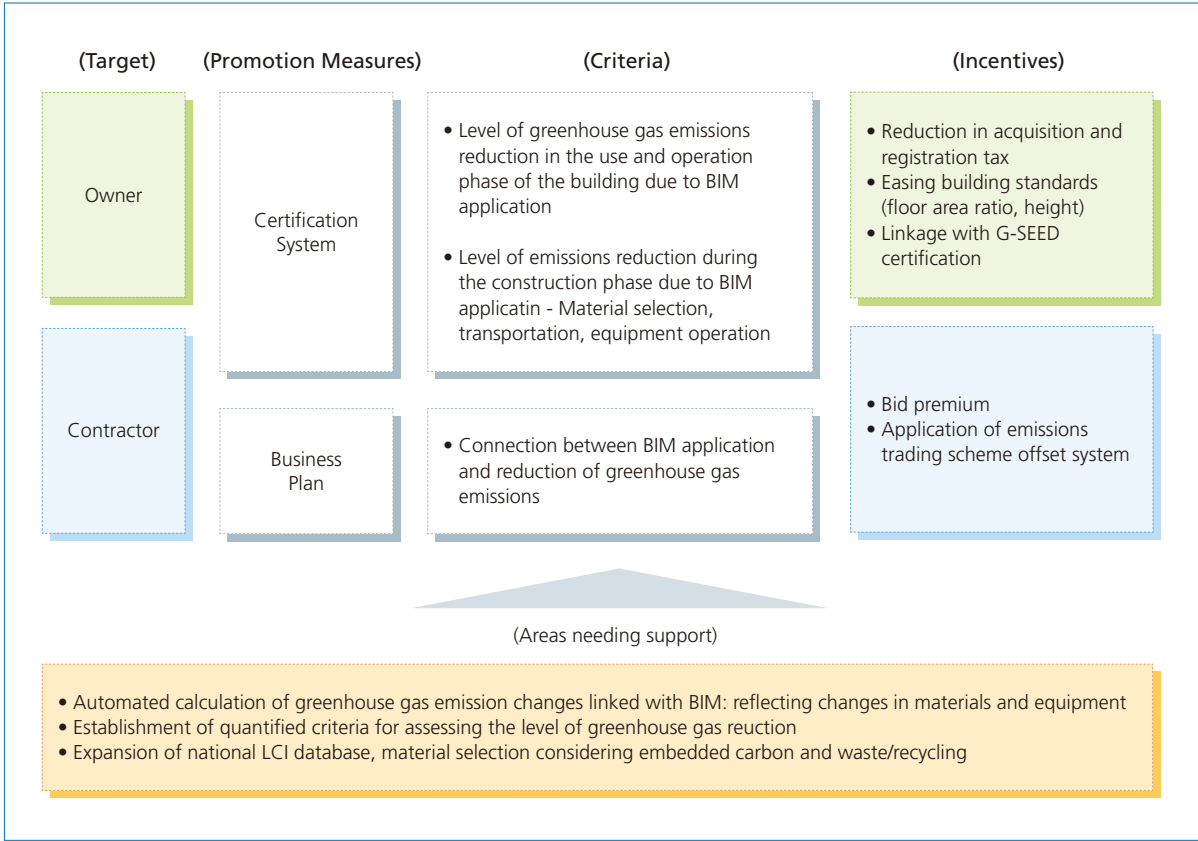 (Target)
(Promotion Measures)
(Criteria)
(Incentives)
Owner
Certification
System
• Level of greenhouse gas emissions
reduction in the use and operation
phase of the building due to BIM
application
• Level of emissions reduction during
the construction phase due to BIM
applicatin - Material selection,
transportation, equipment operation
• Reduction in acquisition and
registration tax
• Easing building standards
(floor area ratio, height)
• Linkage with G-SEED
certification
Contractor
Business
Plan
• Connection between BIM application
and reduction of greenhouse gas
emissions
• Bid premium
• Application of emissions
trading scheme offset system
(Areas needing support)
• Automated calculation of greenhouse gas emission changes linked with BIM: reflecting changes in materials and equipment
• Establishment of quantified criteria for assessing the level of greenhouse gas reuction
• Expansion of national LCI database, material selection considering embedded carbon and waste/recycling